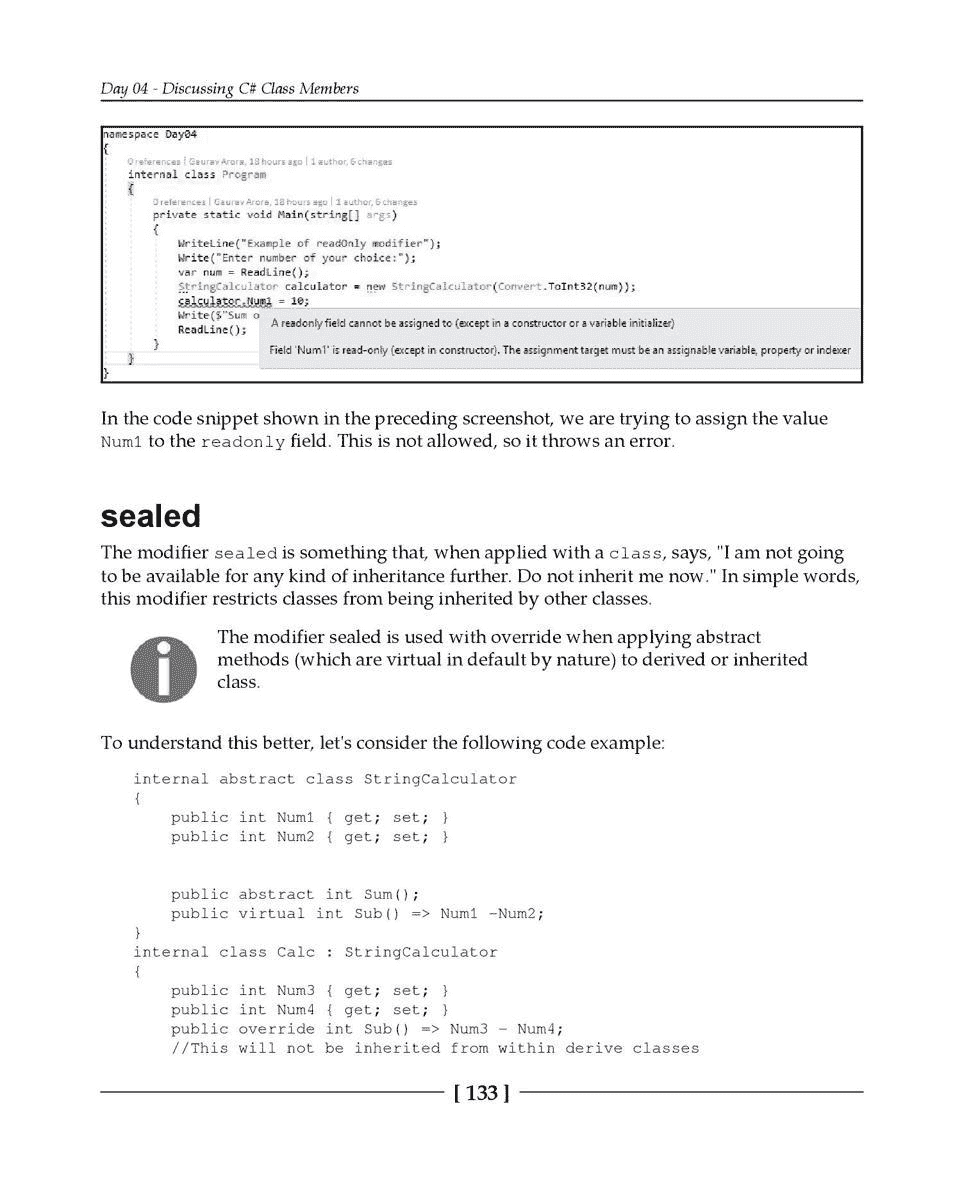 Day 04 - Discussing C# Class Members
namespace Day04
{
0 references | Gaurav Arora, 18 hours ago | 1 author, 6 changes
internal class Program
{
0 references | Gaurav Arora, 18 hours ago | 1 author, 6 changes
private static void Main(string[] args)
{
WriteLine("Example of readOnly modifier");
Write("Enter number of your choice:");
var num = ReadLine();
StringCalculator calculator = new StringCalculator(Convert.ToInt32(num));
calculator.Num1 = 10;
Write($"Sum o
A readonly field cannot be assigned to (except in a constructor or a variable initializer)
ReadLine();
Field 'Num1' is read-only (except in constructor). The assignment target must be an assignable variable, property or indexer
}
}
}
In the code snippet shown in the preceding screenshot, we are trying to assign the value
Num1 to the readonly field. This is not allowed, so it throws an error.
sealed
The modifier sealed is something that, when applied with a class, says, "I am not going
to be available for any kind of inheritance further. Do not inherit me now." In simple words,
this modifier restricts classes from being inherited by other classes.
The modifier sealed is used with override when applying abstract
methods (which are virtual in default by nature) to derived or inherited
class.
To understand this better, let's consider the following code example:
internal abstract class StringCalculator
{
public int Num1 { get; set; }
public int Num2 { get; set; }
public abstract int Sum();
public virtual int Sub() => Num1 -Num2;
}
internal class Calc : StringCalculator
{
public int Num3 { get; set; }
public int Num4 { get; set; }
public override int Sub() => Num3 - Num4;
//This will not be inherited from within derive classes
[ 133 ]